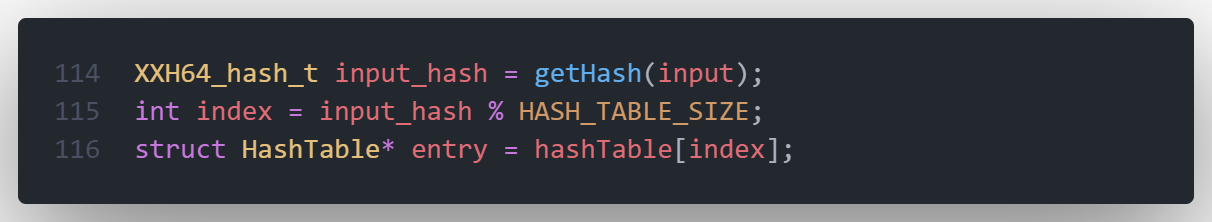 114 XXH64_hash_t input_hash = getHash(input);
115 int index = input_hash % HASH_TABLE_SIZE;
116 struct HashTable* entry = hashTable[index];